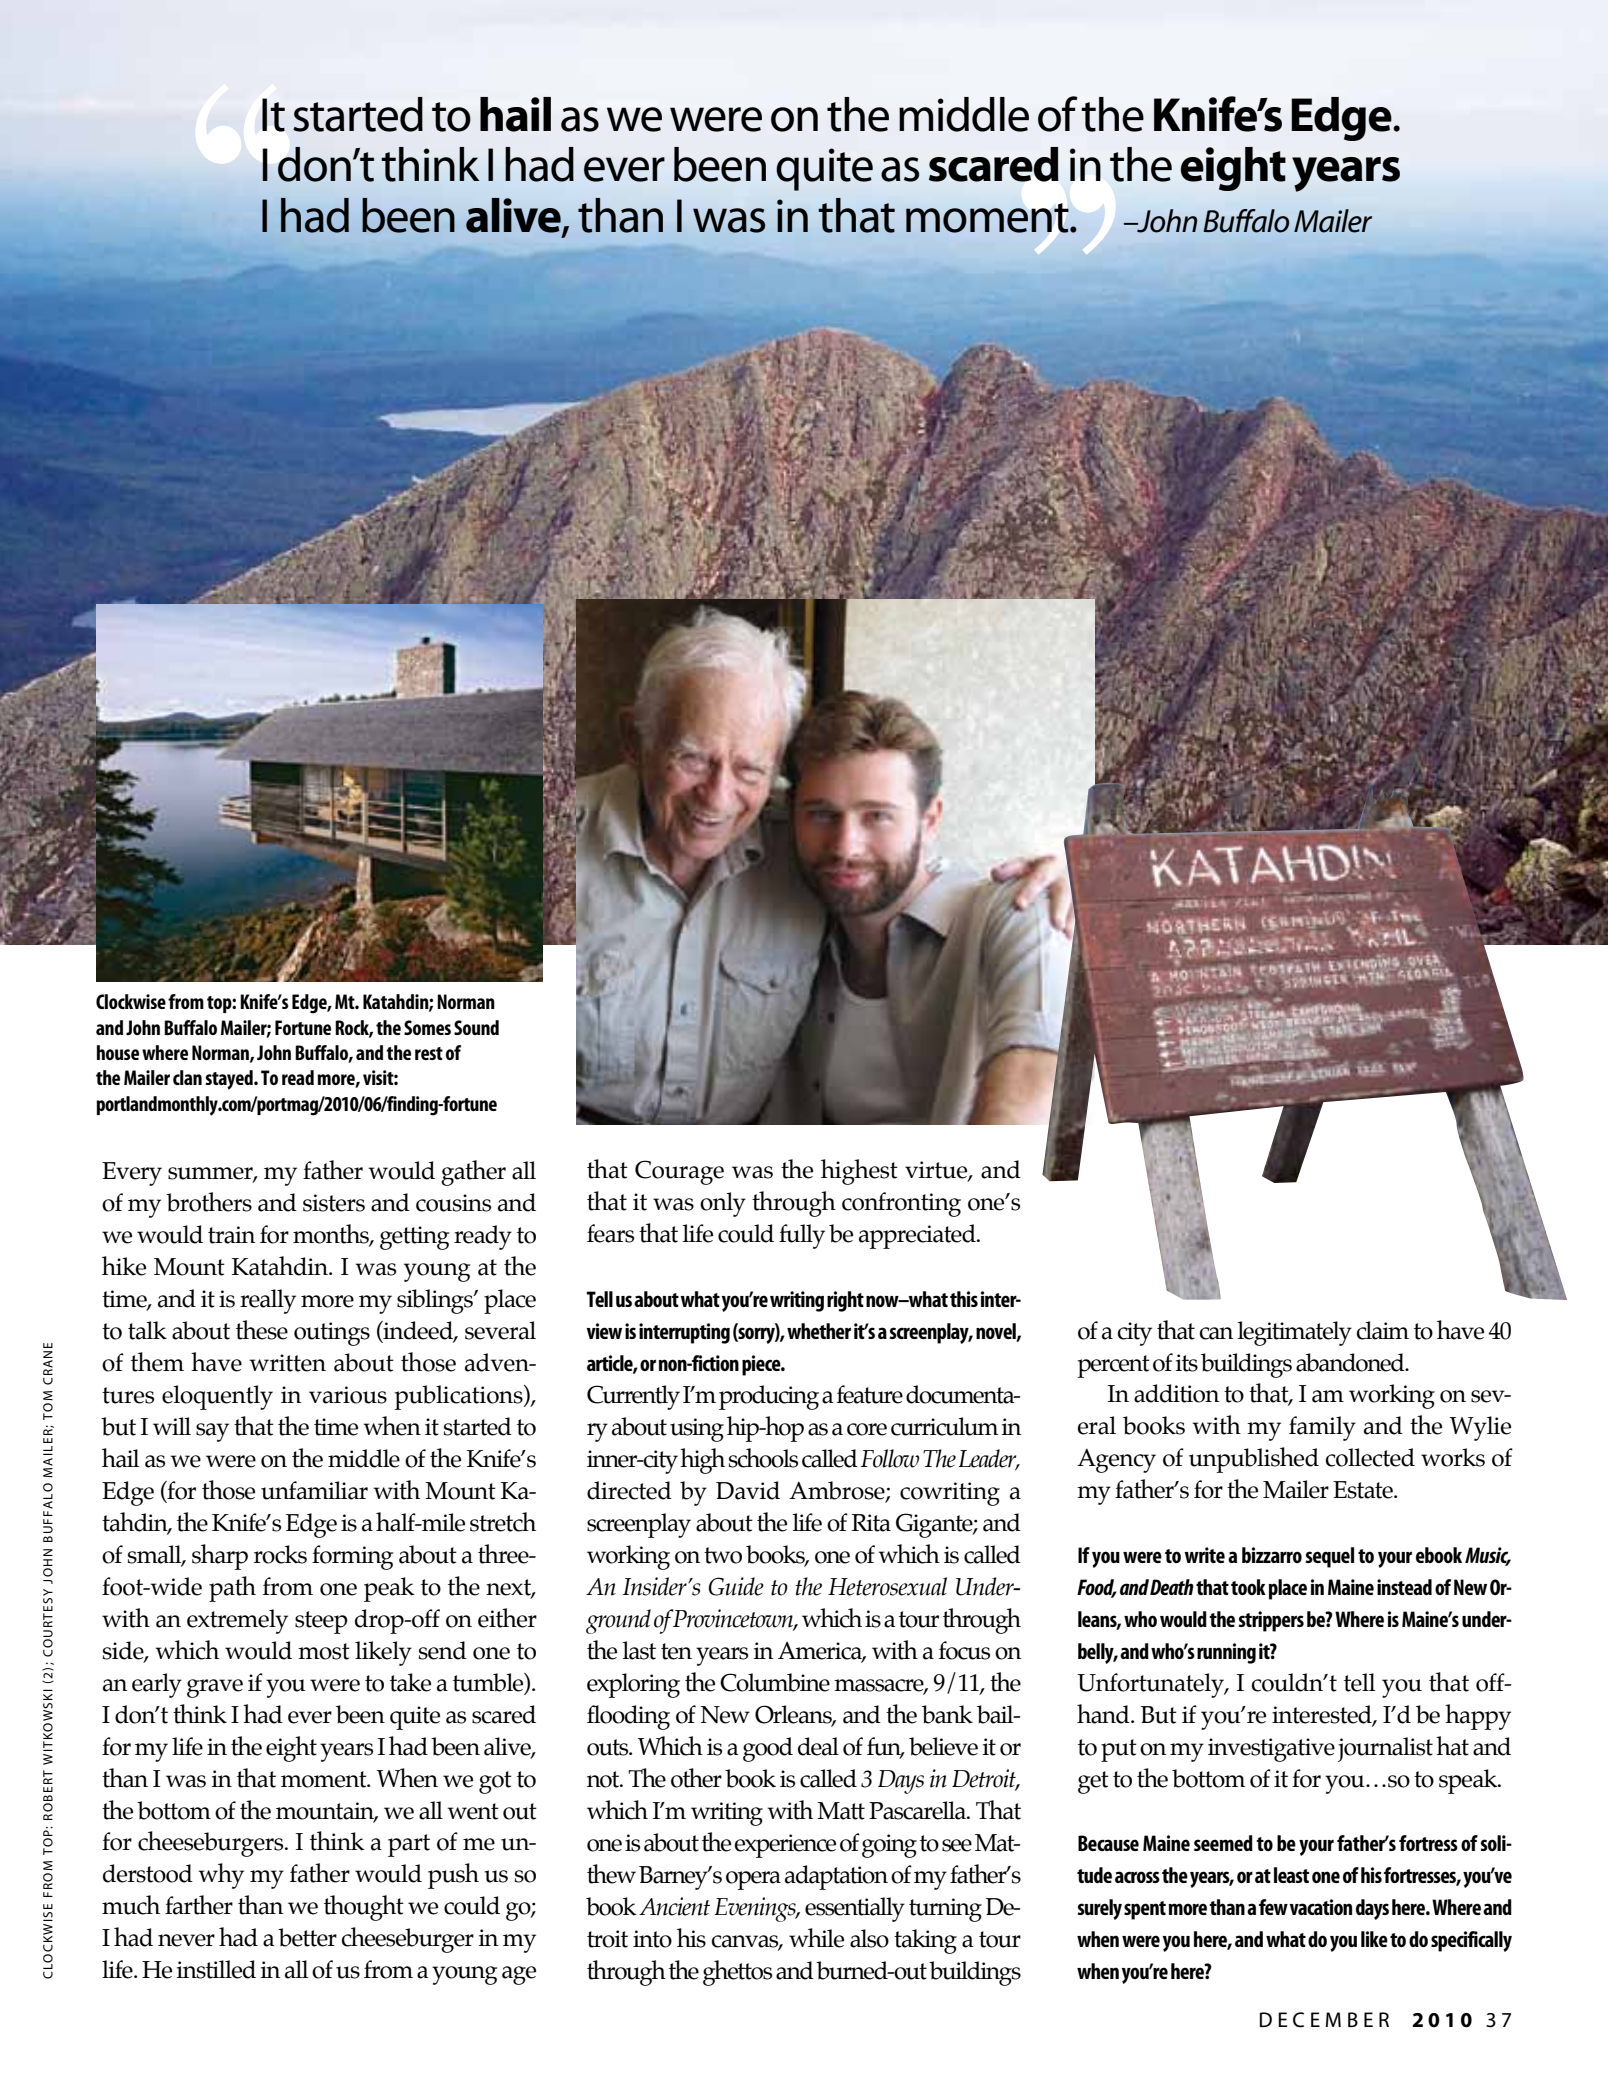 It started to hail as we were on the middle of the Knife’s Edge.
I don’t think I had ever been quite as scared in the eight years
I had been alive, than I was in that moment.” –John Buffalo Mailer
KATAHDIN
NORTHERN TERMINUS OF THE
APPALACHIAN TRAIL
A MOUNTAIN FOOTPATH EXTENDING OVER
SPRINGER MTN. GEORGIA
Clockwise from top: Knife’s Edge, Mt. Katahdin; Norman
and John Buffalo Mailer; Fortune Rock, the Somes Sound
house where Norman, John Buffalo, and the rest of
the Mailer clan stayed. To read more, visit:
portlandmonthly.com/portmag/2010/06/finding-fortune
Every summer, my father would gather all
of my brothers and sisters and cousins and
we would train for months, getting ready to
hike Mount Katahdin. I was young at the
time, and it is really more my siblings’ place
to talk about these outings (indeed, several
of them have written about those adven-
tures eloquently in various publications),
but I will say that the time when it started to
hail as we were on the middle of the Knife’s
Edge (for those unfamiliar with Mount Ka-
tahdin, the Knife’s Edge is a half-mile stretch
of small, sharp rocks forming about a three-
foot-wide path from one peak to the next,
with an extremely steep drop-off on either
side, which would most likely send one to
an early grave if you were to take a tumble).
I don’t think I had ever been quite as scared
for my life in the eight years I had been alive,
than I was in that moment. When we got to
the bottom of the mountain, we all went out
for cheeseburgers. I think a part of me un-
derstood why my father would push us so
much farther than we thought we could go;
I had never had a better cheeseburger in my
life. He instilled in all of us from a young age
that Courage was the highest virtue, and
that it was only through confronting one’s
fears that life could fully be appreciated.
Tell us about what you’re writing right now–what this inter-
view is interrupting (sorry), whether it’s a screenplay, novel,
article, or non-fiction piece.
Currently I’m producing a feature documenta-
ry about using hip-hop as a core curriculum in
inner-city high schools called Follow The Leader,
directed by David Ambrose; cowriting a
screenplay about the life of Rita Gigante; and
working on two books, one of which is called
An Insider’s Guide to the Heterosexual Under-
ground of Provincetown, which is a tour through
the last ten years in America, with a focus on
exploring the Columbine massacre, 9/11, the
flooding of New Orleans, and the bank bail-
outs. Which is a good deal of fun, believe it or
not. The other book is called 3 Days in Detroit,
which I’m writing with Matt Pascarella. That
one is about the experience of going to see Mat-
thew Barney’s opera adaptation of my father’s
book Ancient Evenings, essentially turning De-
troit into his canvas, while also taking a tour
through the ghettos and burned-out buildings
of a city that can legitimately claim to have 40
percent of its buildings abandoned.
In addition to that, I am working on sev-
eral books with my family and the Wylie
Agency of unpublished collected works of
my father’s for the Mailer Estate.
If you were to write a bizzarro sequel to your ebook Music,
Food, and Death that took place in Maine instead of New Or-
leans, who would the strippers be? Where is Maine’s under-
belly, and who’s running it?
Unfortunately, I couldn’t tell you that off-
hand. But if you’re interested, I’d be happy
to put on my investigative journalist hat and
get to the bottom of it for you…so to speak.
Because Maine seemed to be your father’s fortress of soli-
tude across the years, or at least one of his fortresses, you’ve
surely spent more than a few vacation days here. Where and
when were you here, and what do you like to do specifically
when you’re here?
CLOCKWISE FROM TOP: ROBERT WITKOWSKI (2); COURTESY JOHN BUFFALO MAILER; TOM CRANE
DECEMBER 2010 37